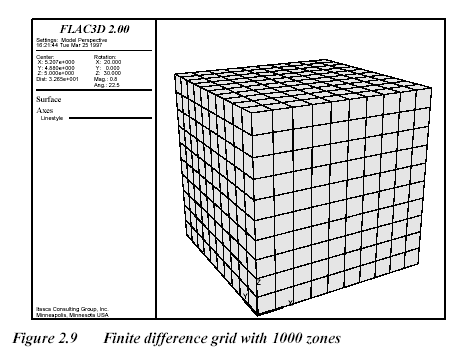 FLAC3D 2.00
Settings: Model Perspective
16:21:44 Tue Mar 25 1997
Center: Rotation:
X: 5.207e+000 X: 20.000
Y: 4.880e+000 Y: 0.000
Z: 5.000e+000 Z: 30.000
Dist: 3.265e+001 Mag.: 0.8
Ang.: 22.5
Surface
Axes
Linestyle
Z
Y
X
Itasca Consulting Group, Inc.
Minneapolis, Minnesota USA
Figure 2.9 Finite difference grid with 1000 zones